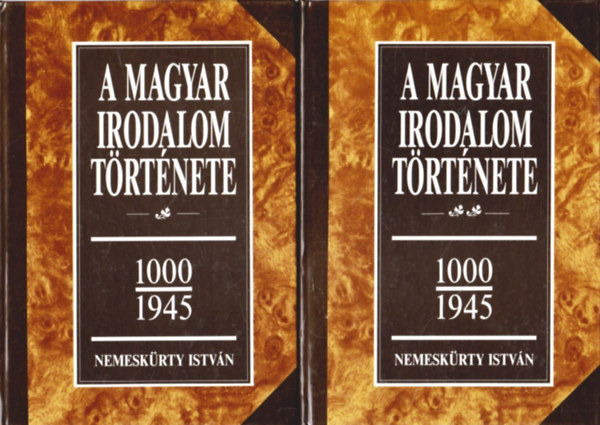 A MAGYAR
IRODALOM
TÖRTÉNETE
1000
1945
NEMESKÜRTY ISTVÁN
A MAGYAR
IRODALOM
TÖRTÉNETE
1000
1945
NEMESKÜRTY ISTVÁN